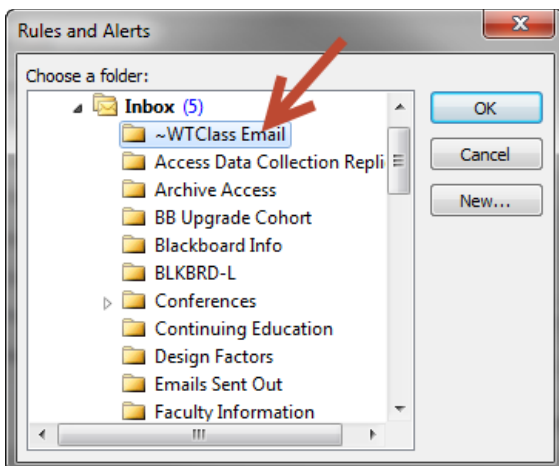 Rules and Alerts
Choose a folder:
Inbox (5)
~WTClass Email
Access Data Collection Repli
Archive Access
BB Upgrade Cohort
Blackboard Info
BLKBRD-L
Conferences
Continuing Education
Design Factors
Emails Sent Out
Faculty Information
OK
Cancel
New...